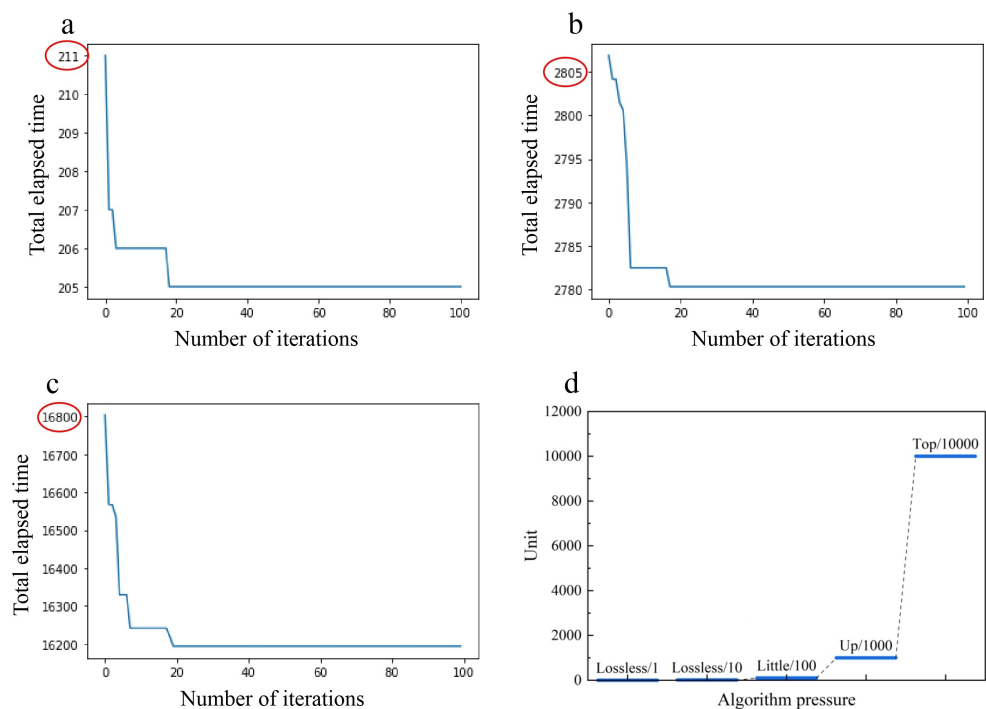 a
Total elapsed time
211
210
209
208
207
206
205
0 20 40 60 80 100
Number of iterations
b
Total elapsed time
2805
2800
2795
2790
2785
2780
0 20 40 60 80 100
Number of iterations
c
Total elapsed time
16800
16700
16600
16500
16400
16300
16200
0 20 40 60 80 100
Number of iterations
d
Unit
12000
10000
8000
6000
4000
2000
0
Top/10000
Up/1000
Lossless/1 Lossless/10 Little/100
Algorithm pressure